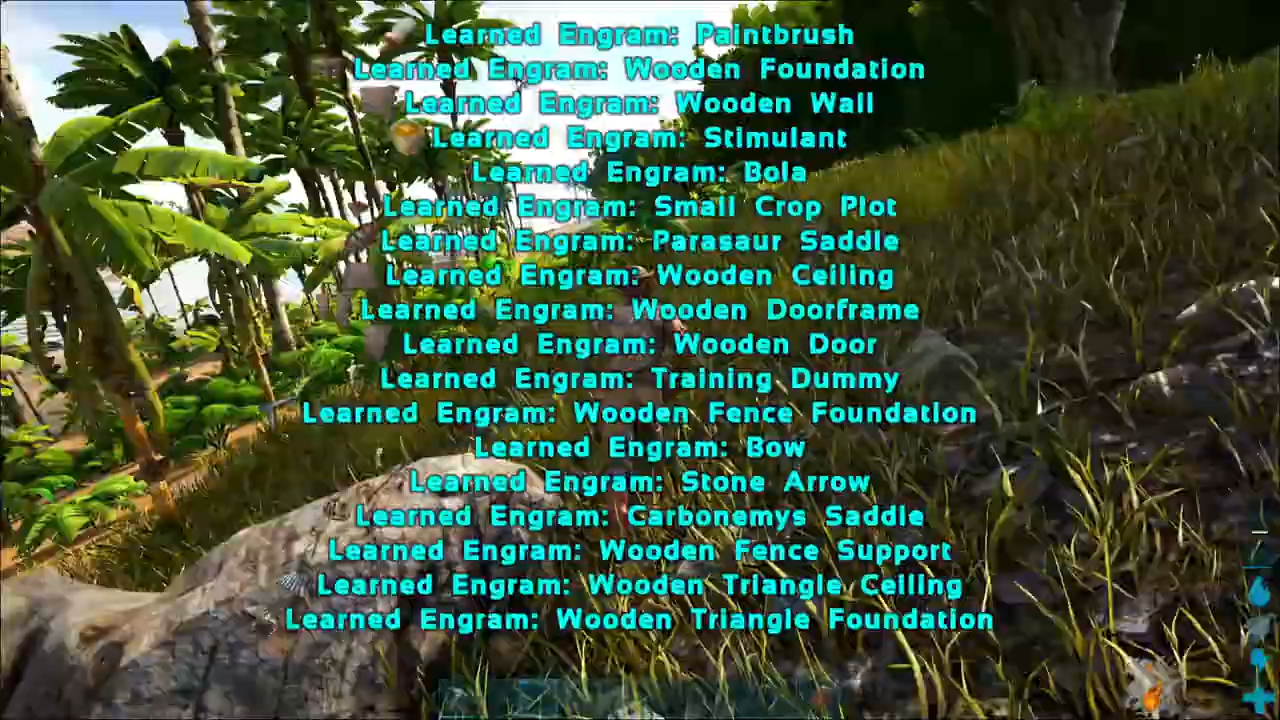 Learned Engram: Paintbrush
Learned Engram: Wooden Foundation
Learned Engram: Wooden Wall
Learned Engram: Stimulant
Learned Engram: Bola
Learned Engram: Small Crop Plot
Learned Engram: Parasaur Saddle
Learned Engram: Wooden Ceiling
Learned Engram: Wooden Doorframe
Learned Engram: Wooden Door
Learned Engram: Training Dummy
Learned Engram: Wooden Fence Foundation
Learned Engram: Bow
Learned Engram: Stone Arrow
Learned Engram: Carbonemys Saddle
Learned Engram: Wooden Fence Support
Learned Engram: Wooden Triangle Ceiling
Learned Engram: Wooden Triangle Foundation